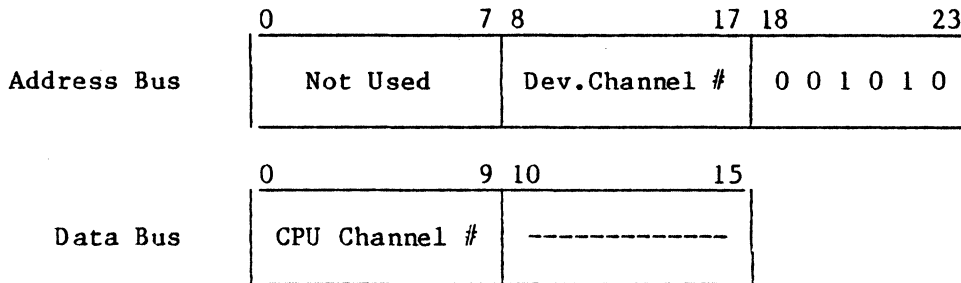 0 7 8 17 18 23
Address Bus Not Used Dev.Channel # 0 0 1 0 1 0
0 9 10 15
Data Bus CPU Channel # -------------